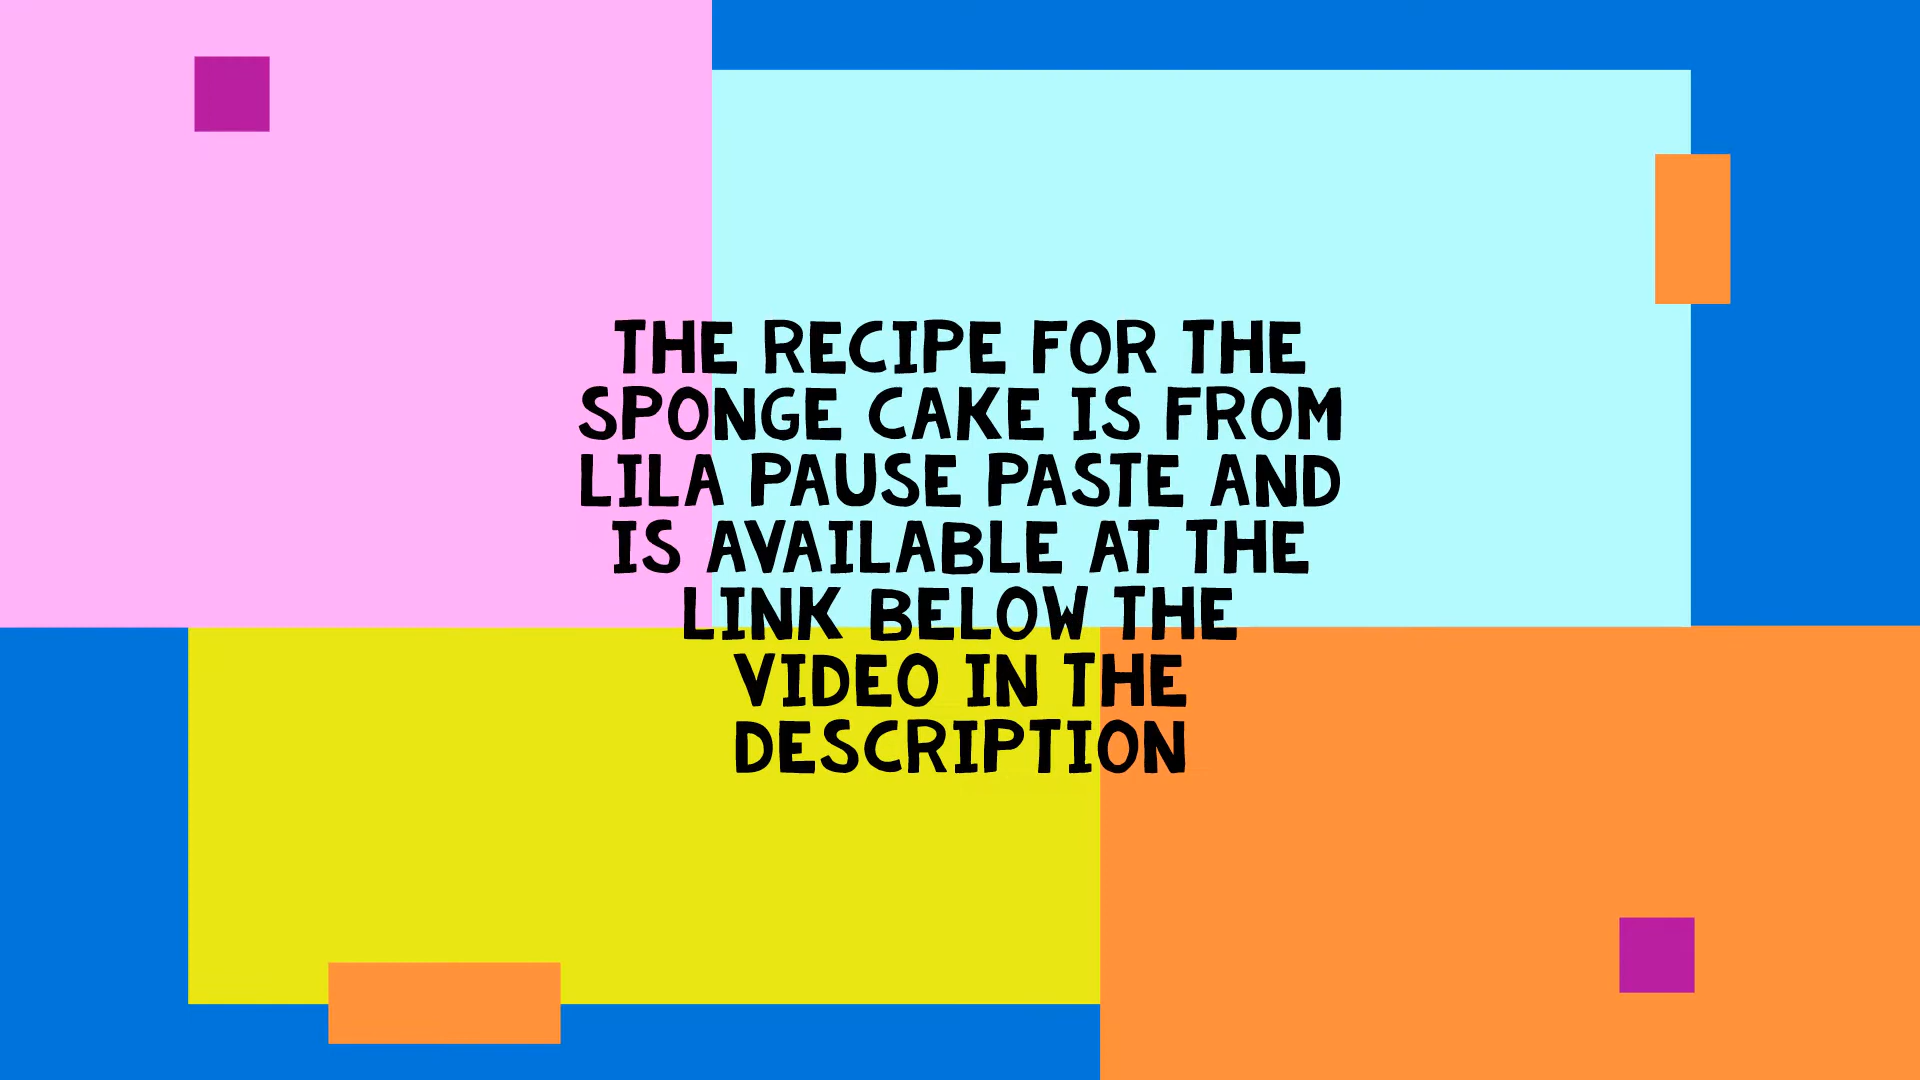 THE RECIPE FOR THE
SPONGE CAKE IS FROM
LILA PAUSE PASTE AND
IS AVAILABLE AT THE
LINK BELOW THE
VIDEO IN THE
DESCRIPTION